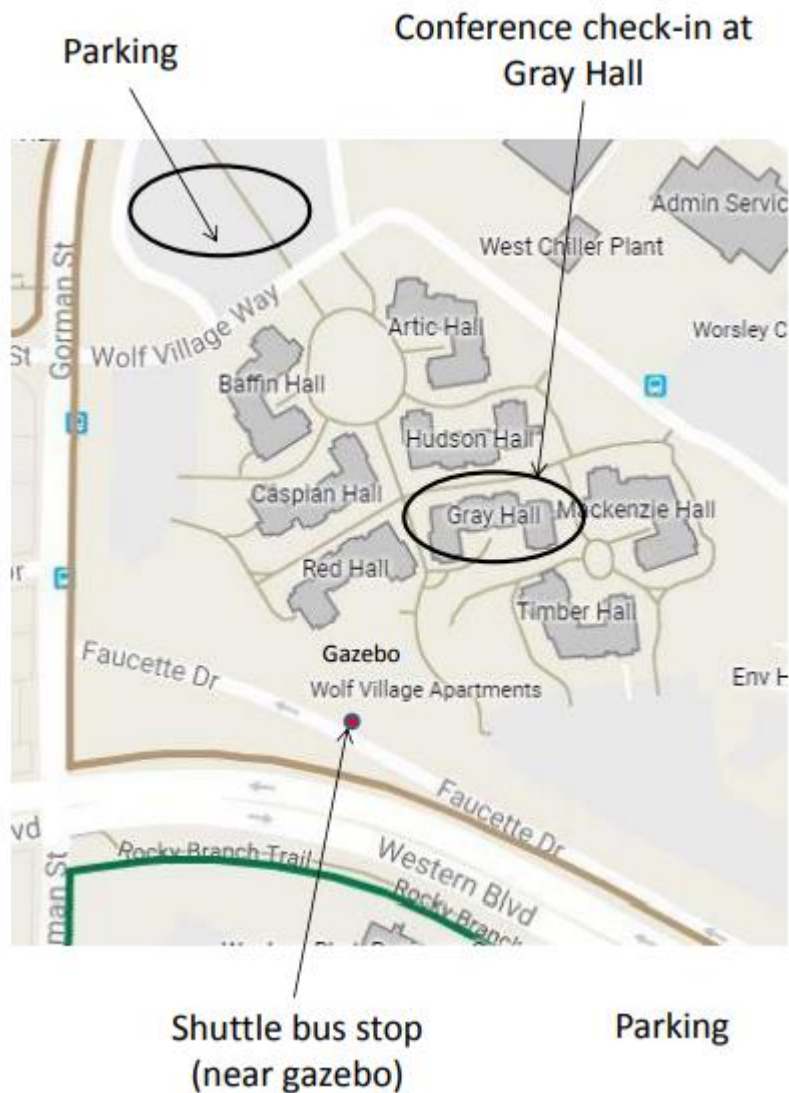 Parking
Conference check-in at
Gray Hall
Gorman St
Admin Servic
West Chiller Plant
Artic Hall
Worsley C
St
Wolf Village Way
Baffin Hall
Hudson Hall
Caspian Hall
Gray Hall
Mackenzie Hall
Red Hall
Timber Hall
Gazebo
Faucette Dr
Wolf Village Apartments
Env H
Faucette Dr
vd
Western Blvd
Rocky Branch Trail
Rocky Branch
man St
Shuttle bus stop
(near gazebo)
Parking